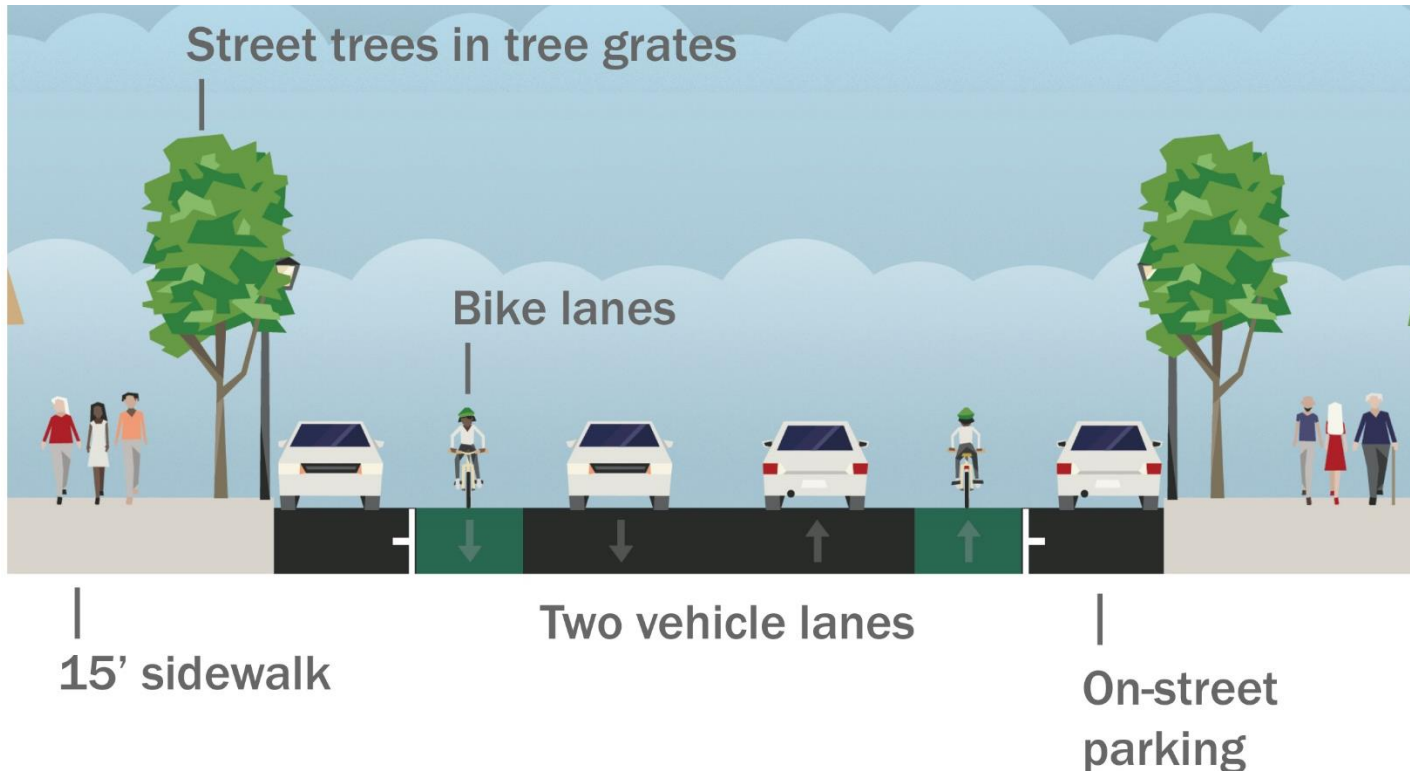 Street trees in tree grates
Bike lanes
Two vehicle lanes
15’ sidewalk
On-street
parking